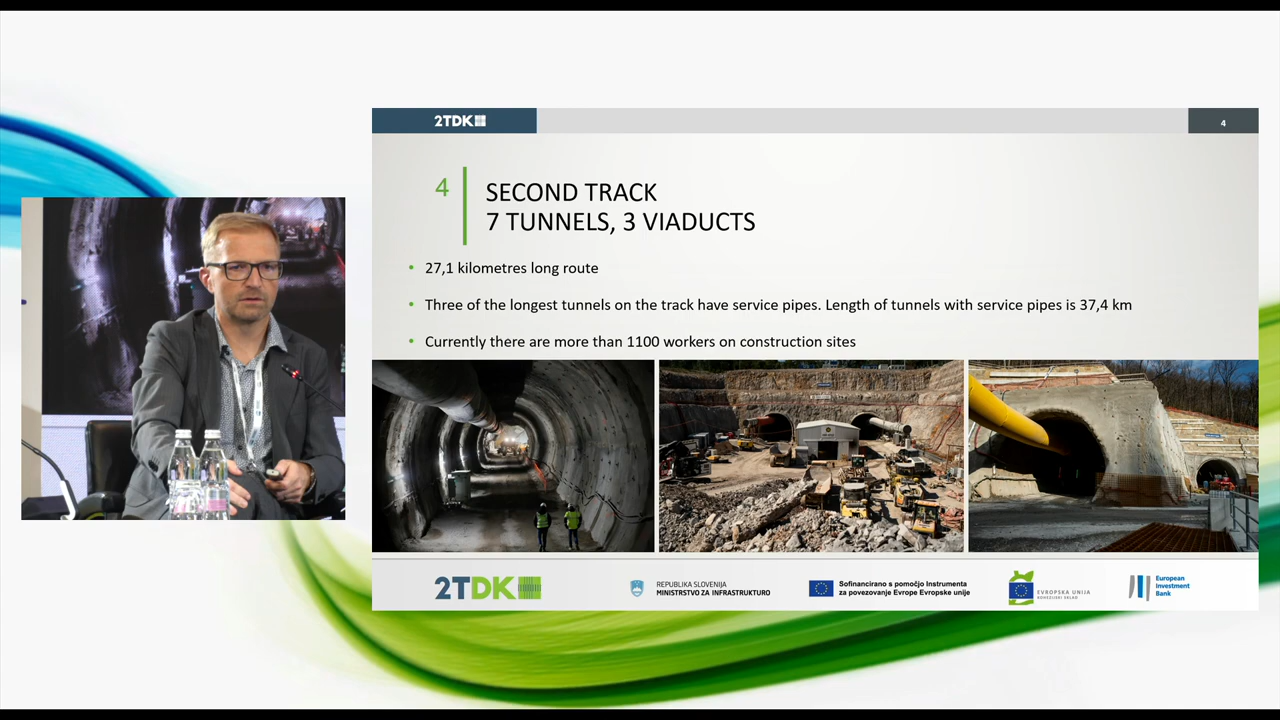 2TDK
4
4
SECOND TRACK
7 TUNNELS, 3 VIADUCTS
• 27,1 kilometres long route
• Three of the longest tunnels on the track have service pipes. Length of tunnels with service pipes is 37,4 km
• Currently there are more than 1100 workers on construction sites
2TDK
REPUBLIKA SLOVENIJA
MINISTRSTVO ZA INFRASTRUKTURO
Sofinancirano s pomočjo Instrumenta
za povezovanje Evrope Evropske unije
EVROPSKA UNIJA
KOHEZIJSKI SKLAD
European
Investment
Bank